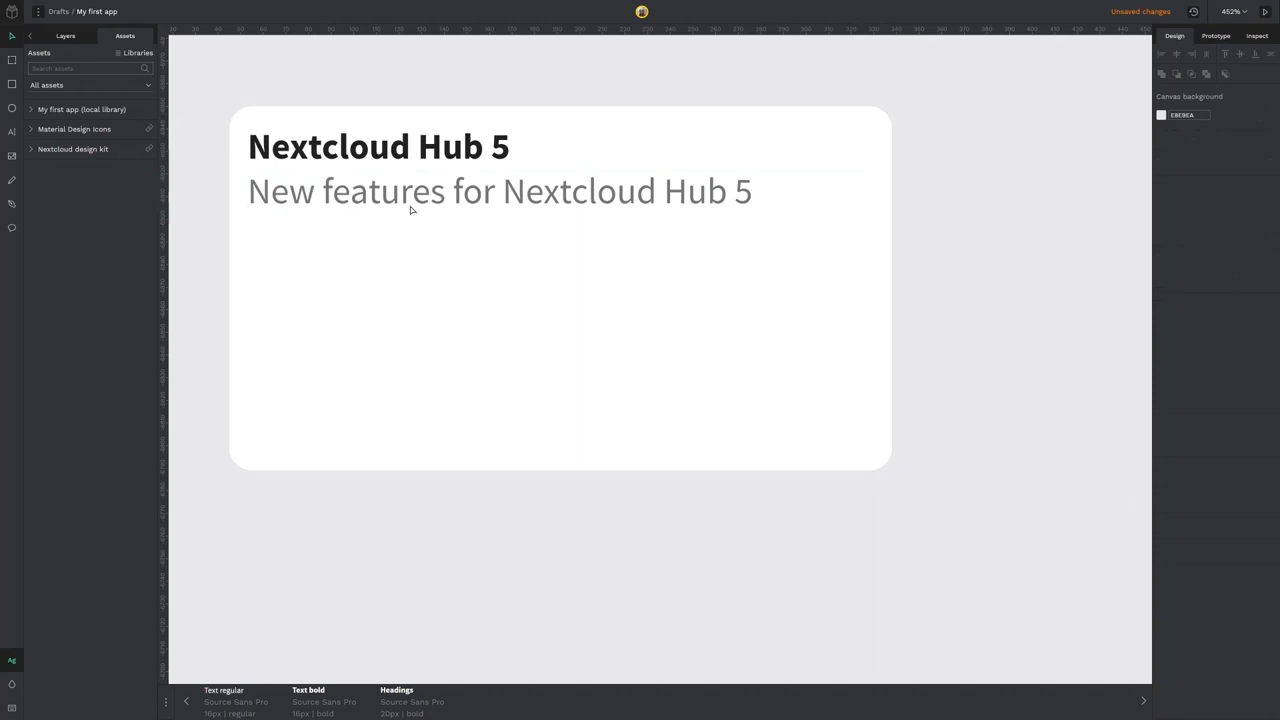 Drafts / My first app
Unsaved changes
452%
Layers
Assets
Design
Prototype
Inspect
Assets
Libraries
Search assets
All assets
My first app (local library)
Material Design Icons
Nextcloud design kit
Canvas background
E8E9EA
Nextcloud Hub 5
New features for Nextcloud Hub 5
Ag
Text regular
Source Sans Pro
16px | regular
Text bold
Source Sans Pro
16px | bold
Headings
Source Sans Pro
20px | bold